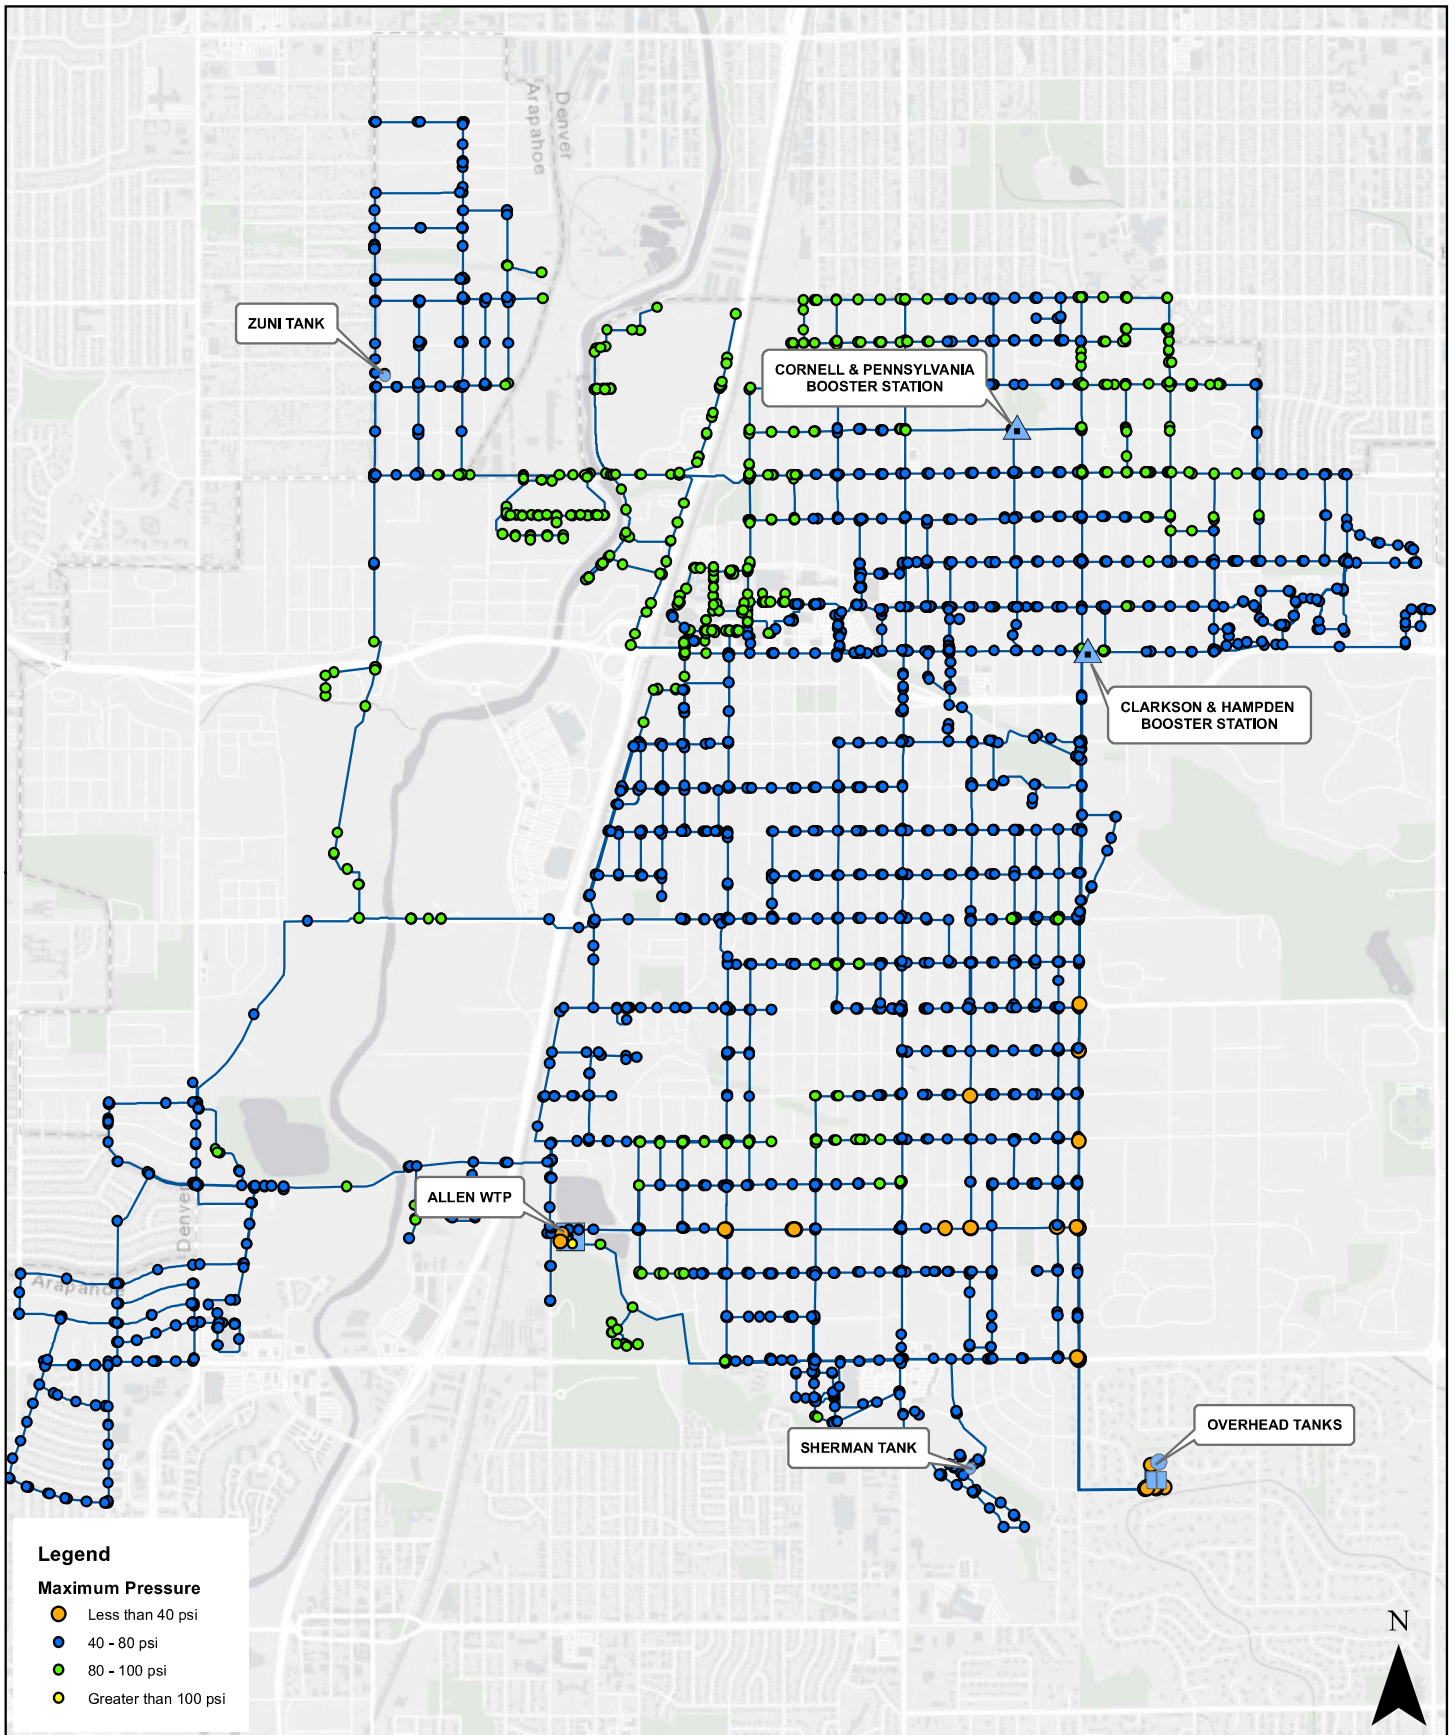 Denver
Arapahoe
ZUNI TANK
CORNELL & PENNSYLVANIA
BOOSTER STATION
CLARKSON & HAMPDEN
BOOSTER STATION
ALLEN WTP
Denver
Arapahoe
OVERHEAD TANKS
SHERMAN TANK
Legend
Maximum Pressure
Less than 40 psi
40 - 80 psi
80 - 100 psi
Greater than 100 psi
N